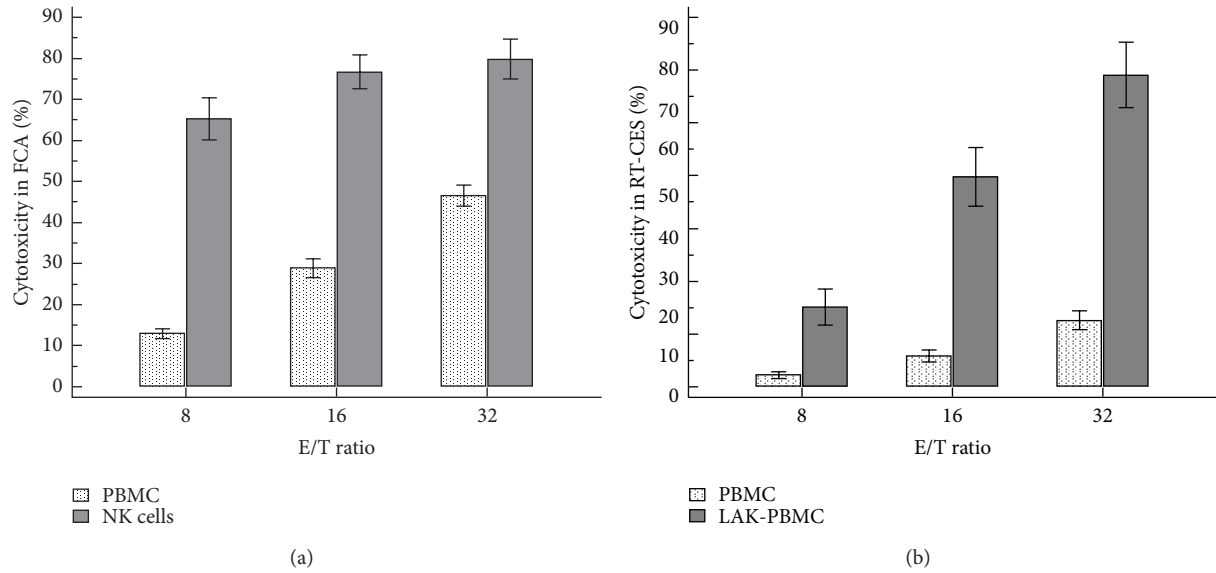 Cytotoxicity in FCA (%)
90
80
70
60
50
40
30
20
10
0
8 16 32
E/T ratio
PBMC
NK cells
(a)
Cytotoxicity in RT-CES (%)
90
80
70
60
50
40
30
20
10
0
8 16 32
E/T ratio
PBMC
LAK-PBMC
(b)